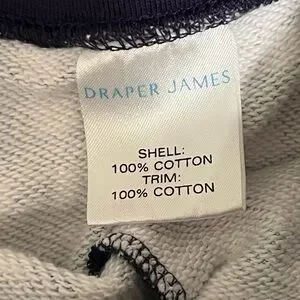 DRAPER JAMES
SHELL:
100% COTTON
TRIM:
100% COTTON